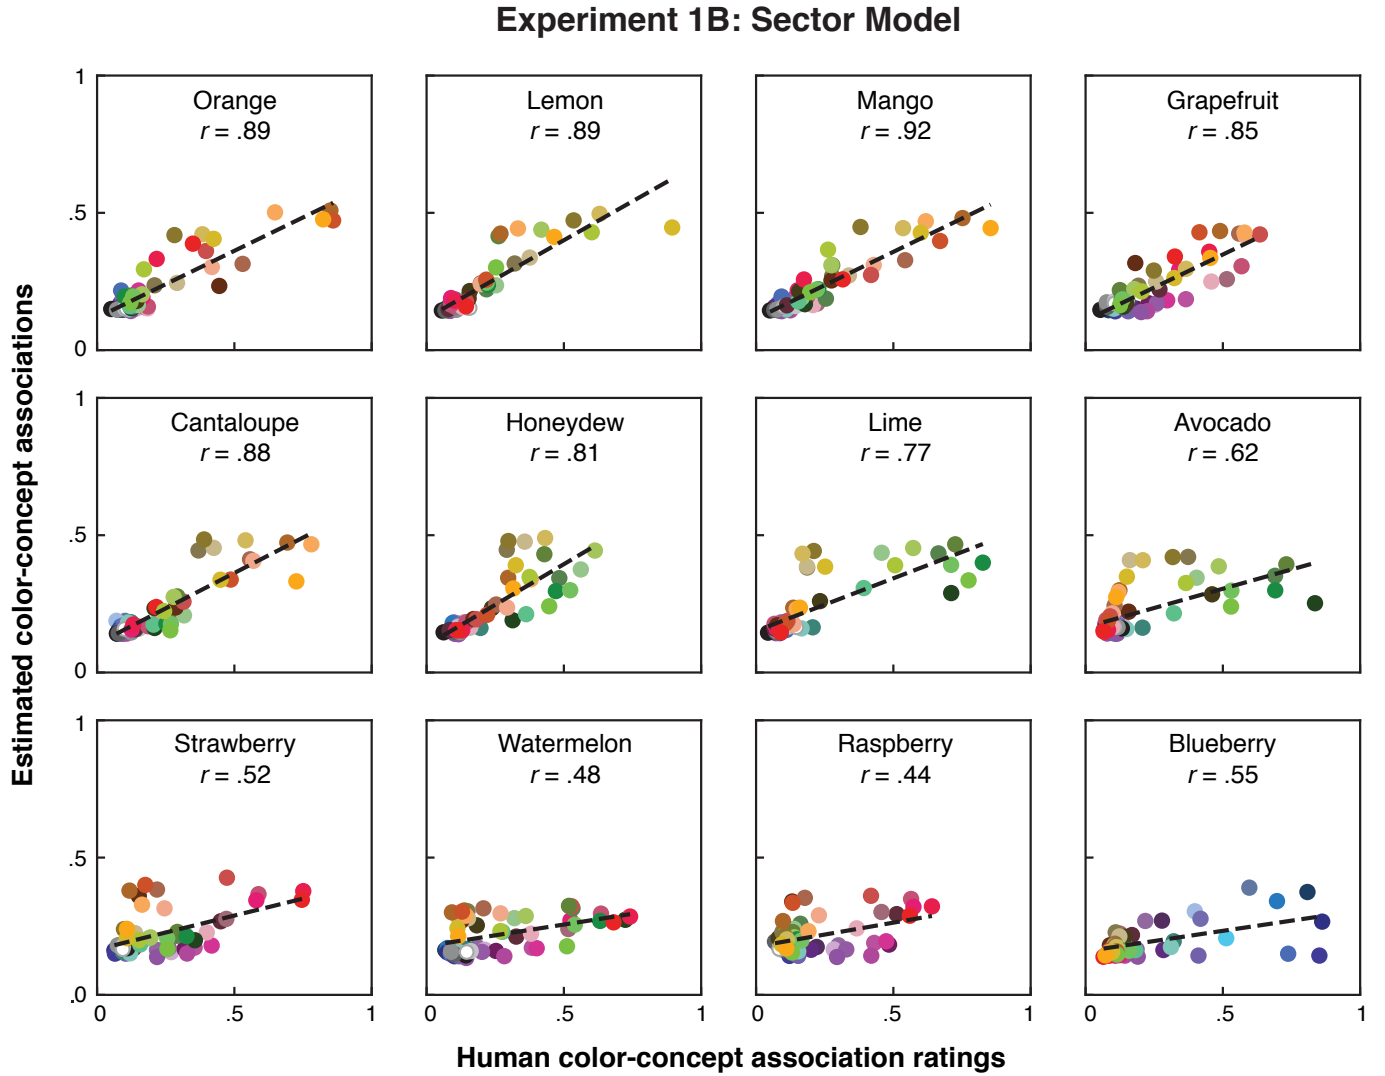 Experiment 1B: Sector Model
Estimated color-concept associations
1
.5
0
Orange
r = .89
Lemon
r = .89
Mango
r = .92
Grapefruit
r = .85
1
.5
0
Cantaloupe
r = .88
Honeydew
r = .81
Lime
r = .77
Avocado
r = .62
1
.5
.0
Strawberry
r = .52
Watermelon
r = .48
Raspberry
r = .44
Blueberry
r = .55
0 .5 1 0 .5 1 0 .5 1 0 .5 1
Human color-concept association ratings